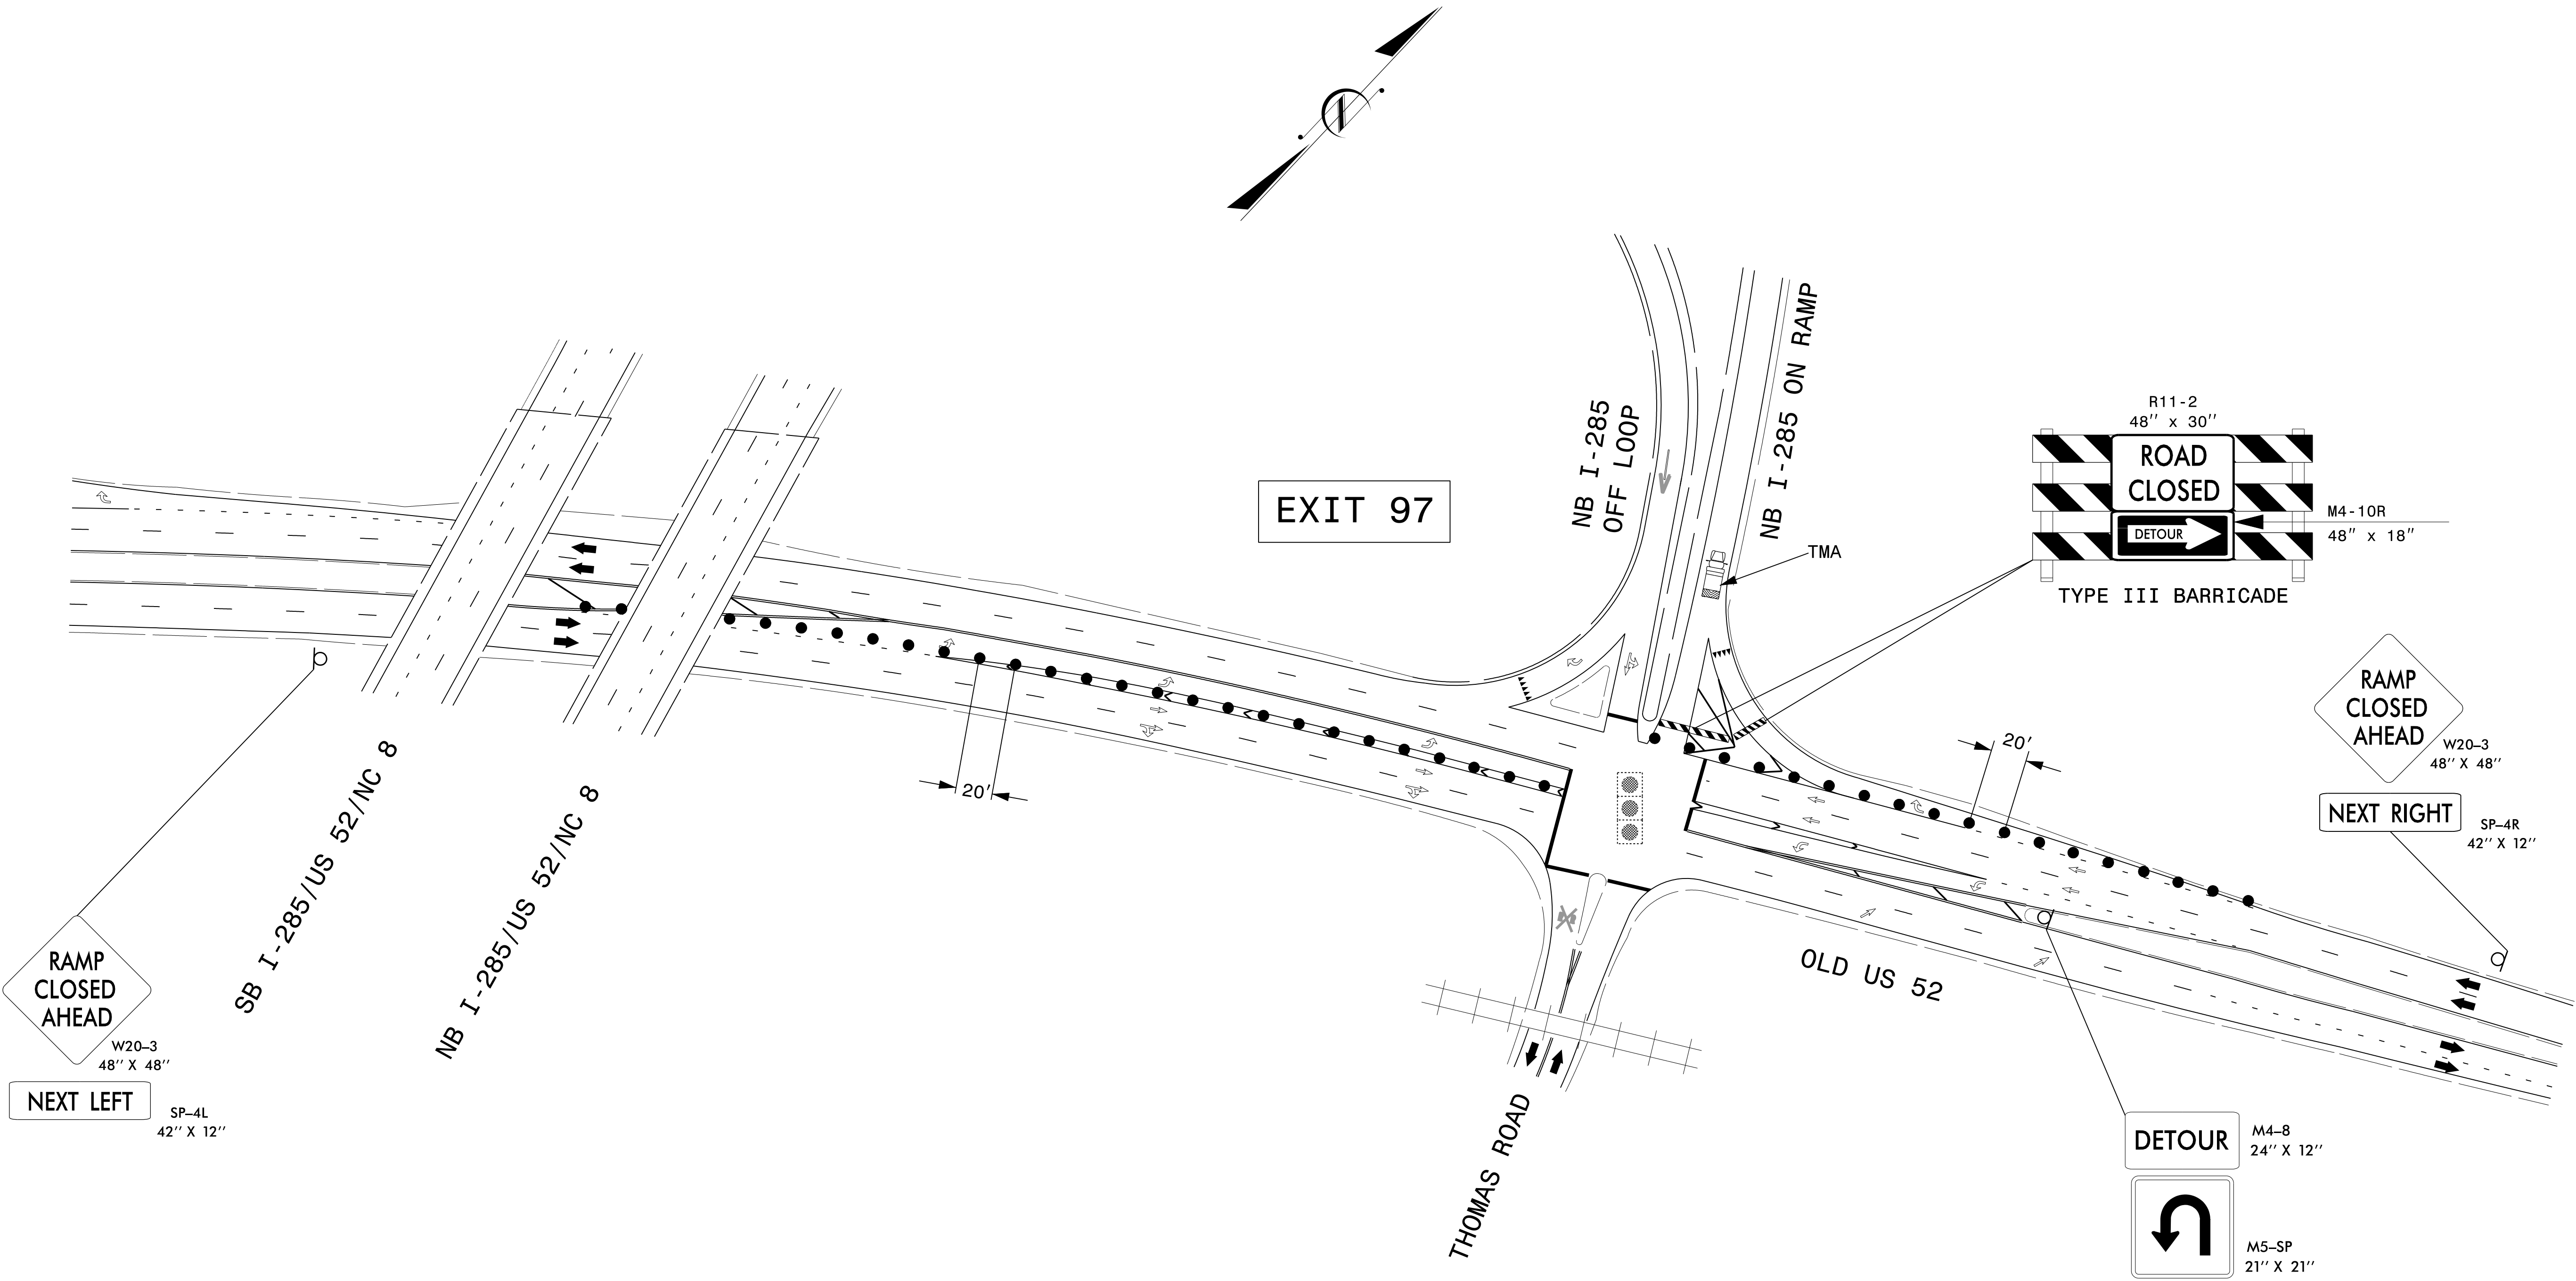 EXIT 97
NB I-285
OFF LOOP
NB I-285 ON RAMP
TMA
R11-2
48" x 30"
ROAD
CLOSED
DETOUR
M4-10R
48" x 18"
TYPE III BARRICADE
RAMP
CLOSED
AHEAD
W20-3
48" X 48"
NEXT RIGHT
SP-4R
42" X 12"
20'
20'
SB I-285/US 52/NC 8
NB I-285/US 52/NC 8
RAMP
CLOSED
AHEAD
W20-3
48" X 48"
NEXT LEFT
SP-4L
42" X 12"
OLD US 52
THOMAS ROAD
DETOUR
M4-8
24" X 12"
M5-SP
21" X 21"